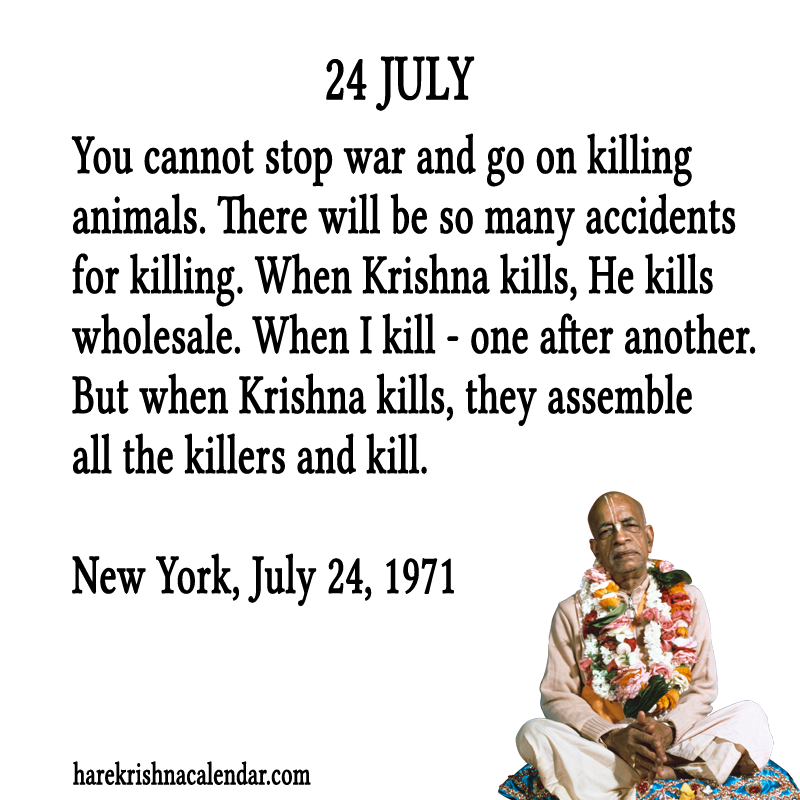 24 JULY
You cannot stop war and go on killing
animals. There will be so many accidents
for killing. When Krishna kills, He kills
wholesale. When I kill - one after another.
But when Krishna kills, they assemble
all the killers and kill.
New York, July 24, 1971
harekrishnacalendar.com